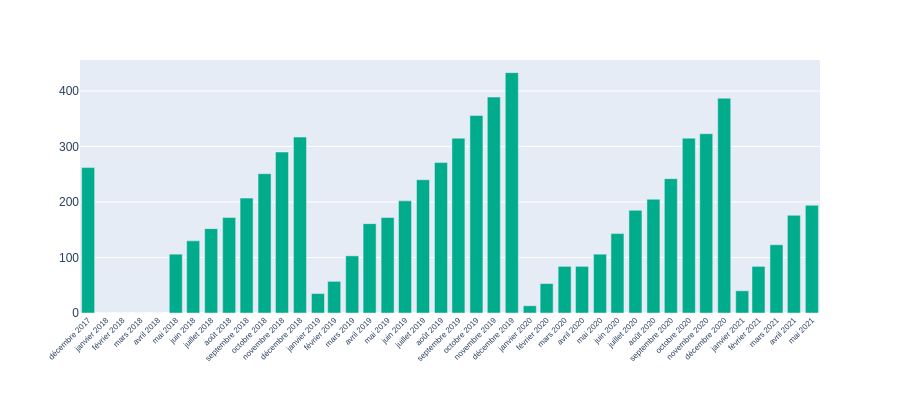 400
300
200
100
0
décembre 2017
janvier 2018
février 2018
mars 2018
avril 2018
mai 2018
juin 2018
juillet 2018
août 2018
septembre 2018
octobre 2018
novembre 2018
décembre 2018
janvier 2019
février 2019
mars 2019
avril 2019
mai 2019
juin 2019
juillet 2019
août 2019
septembre 2019
octobre 2019
novembre 2019
décembre 2019
janvier 2020
février 2020
mars 2020
avril 2020
mai 2020
juin 2020
juillet 2020
août 2020
septembre 2020
octobre 2020
novembre 2020
décembre 2020
janvier 2021
février 2021
mars 2021
avril 2021
mai 2021